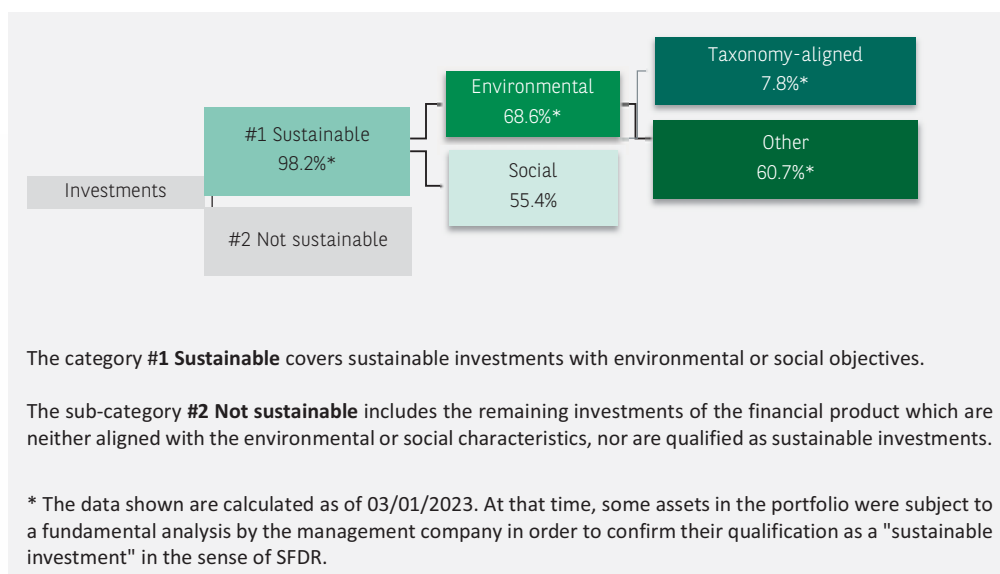 Taxonomy-aligned
7.8%*
Environmental
68.6%*
Other
60.7%*
#1 Sustainable
98.2%*
Social
55.4%
Investments
#2 Not sustainable
The category #1 Sustainable covers sustainable investments with environmental or social objectives.
The sub-category #2 Not sustainable includes the remaining investments of the financial product which are
neither aligned with the environmental or social characteristics, nor are qualified as sustainable investments.
* The data shown are calculated as of 03/01/2023. At that time, some assets in the portfolio were subject to
a fundamental analysis by the management company in order to confirm their qualification as a "sustainable
investment" in the sense of SFDR.